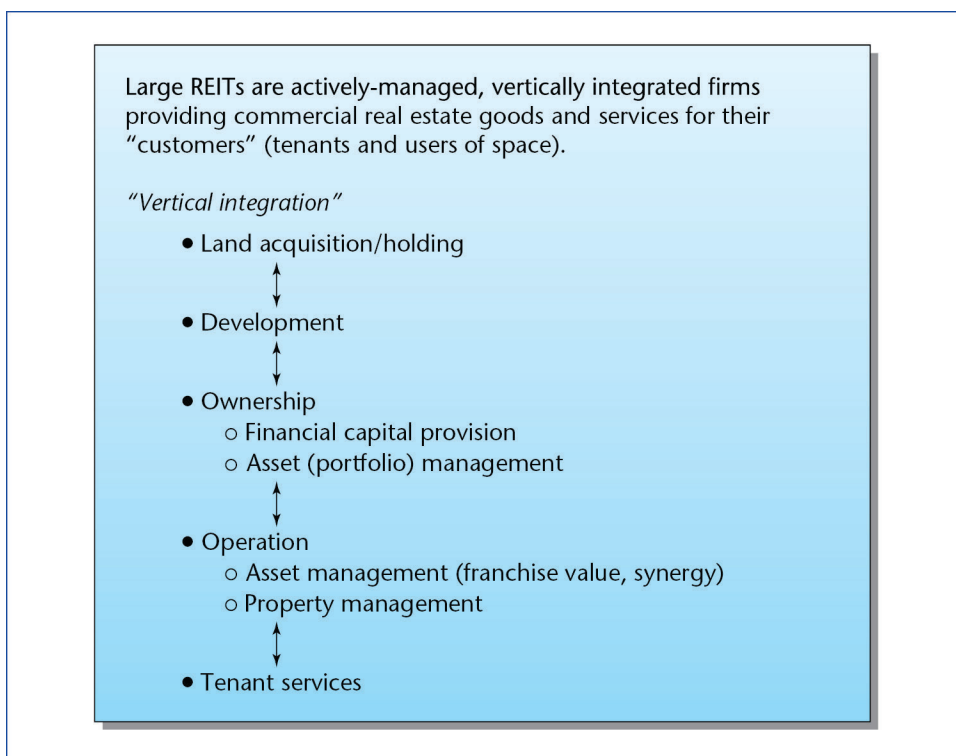 Large REITs are actively-managed, vertically integrated firms
providing commercial real estate goods and services for their
“customers” (tenants and users of space).
“Vertical integration”
• Land acquisition/holding
• Development
• Ownership
○ Financial capital provision
○ Asset (portfolio) management
• Operation
○ Asset management (franchise value, synergy)
○ Property management
• Tenant services